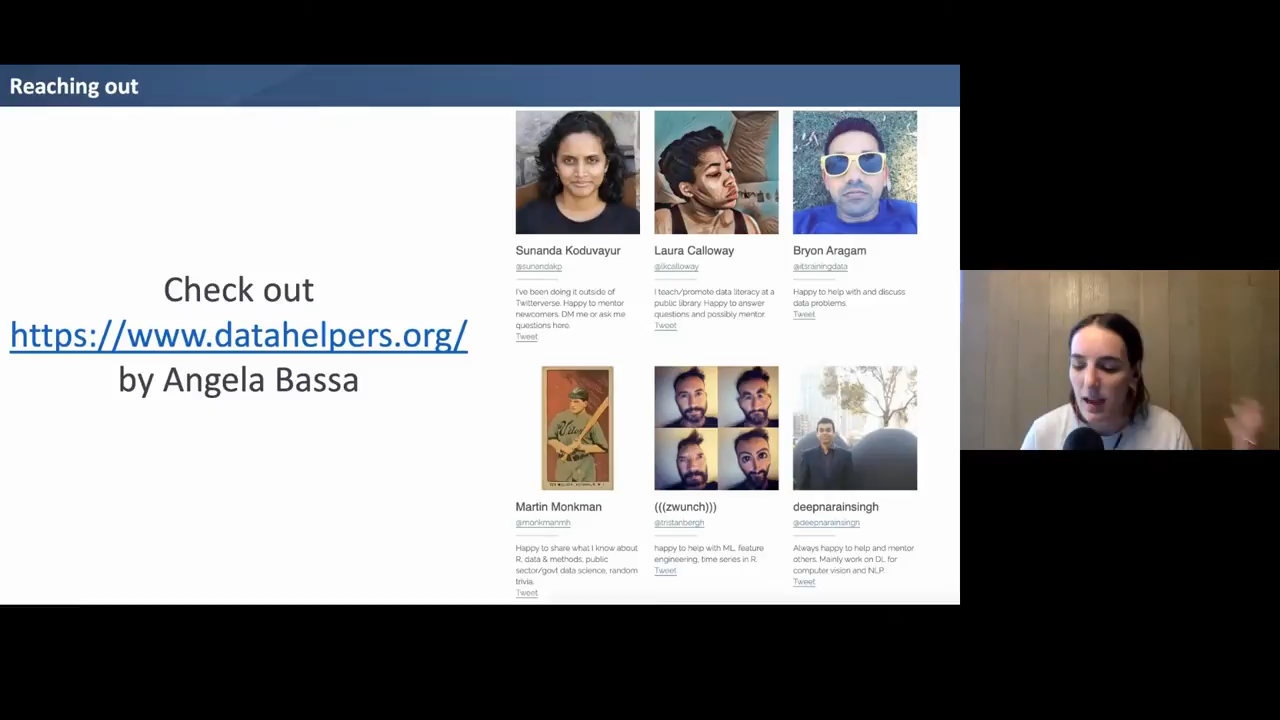 Reaching out
Check out
https://www.datahelpers.org/
by Angela Bassa
Sunanda Koduvayur
@sunandakp
I've been doing it outside of
Twitterverse. Happy to mentor
newcomers, DM me or ask me
questions here.
Tweet
Laura Calloway
@lkcalloway
I teach/promote data literacy at a
public library. Happy to answer
questions and possibly mentor.
Tweet
Bryon Aragam
@itsrainingdata
Happy to help with and discuss
data problems.
Tweet
Martin Monkman
@monkmanmh
Happy to share what I know about
R, data & methods, public
sector/govt data science, random
trivia.
Tweet
(((zwunch)))
@tristanbergh
happy to help with ML, feature
engineering, time series in R.
Tweet
deepnarainsingh
@deepnarainsingh
Always happy to help and mentor
others. Mainly work on DL for
computer vision and NLP.
Tweet